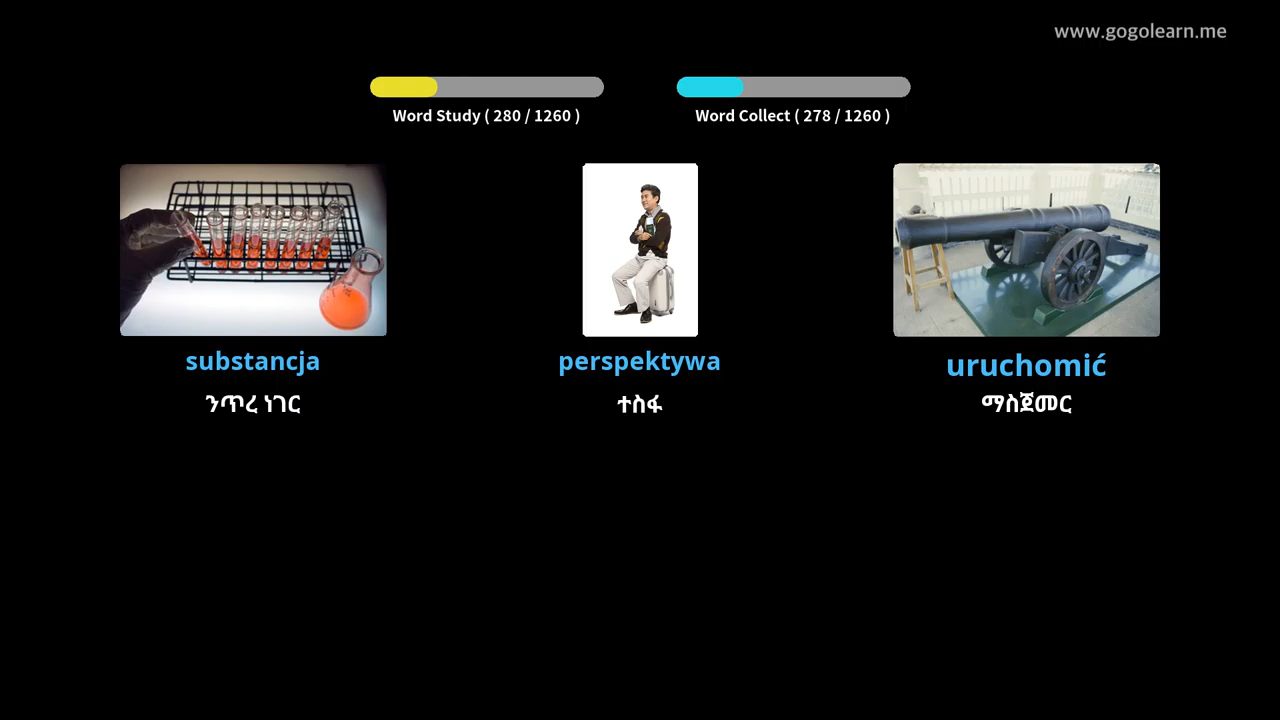 www.gogolearn.me
Word Study ( 280 / 1260 )
Word Collect ( 278 / 1260 )
substancja
ንጥረ ነገር
perspektywa
ተስፋ
uruchomić
ማስጀመር